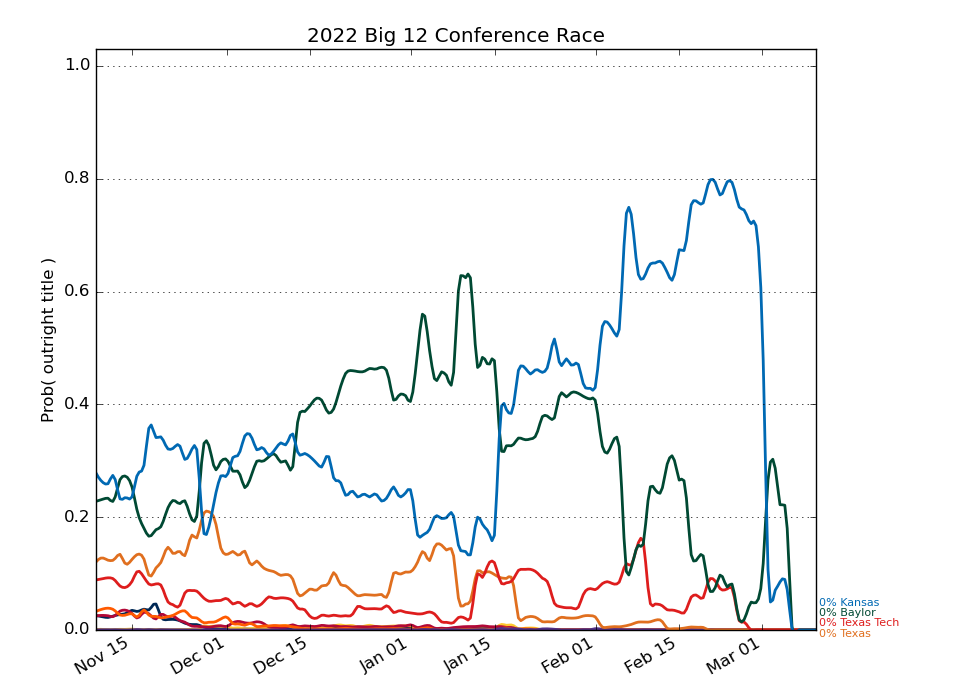 2022 Big 12 Conference Race
Prob( outright title )
1.0
0.8
0.6
0.4
0.2
0.0
Nov 15
Dec 01
Dec 15
Jan 01
Jan 15
Feb 01
Feb 15
Mar 01
0% Kansas
0% Baylor
0% Texas Tech
0% Texas